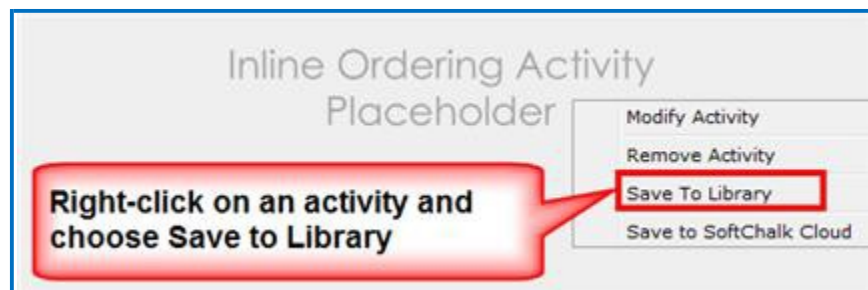 Inline Ordering Activity
Placeholder
Modify Activity
Remove Activity
Save To Library
Save to SoftChalk Cloud
Right-click on an activity and
choose Save to Library